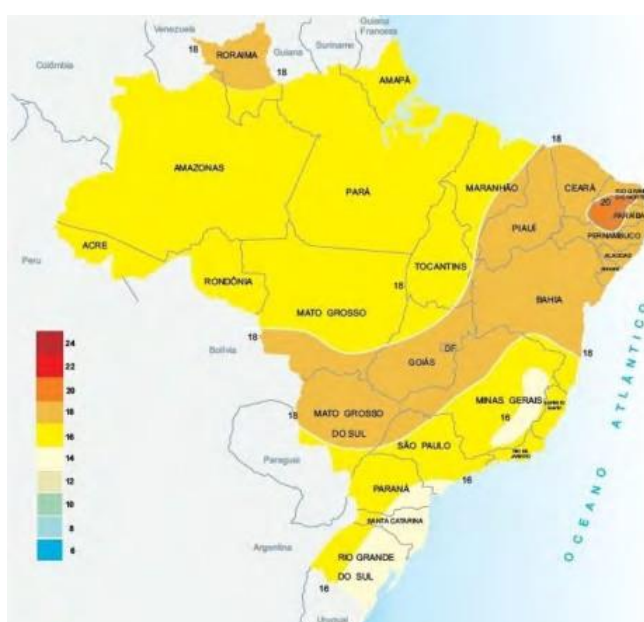 Guiana
Francesa
Venezuela
Suriname
Guiana
18
RORAIMA
18
Colômbia
AMAPÁ
AMAZONAS
PARÁ
MARANHÃO
18
CEARÁ
20
PARAÍBA
PIAUÍ
PERNAMBUCO
ACRE
Peru
RONDÔNIA
TOCANTINS
18
MATO GROSSO
BAHIA
18
Bolívia
GOIÁS
DF
18
MINAS GERAIS
16
18
MATO GROSSO
DO SUL
SÃO PAULO
Paraguai
16
PARANÁ
SANTA CATARINA
Argentina
RIO GRANDE
DO SUL
16
Uruguai
OCEANO ATLÂNTICO
24
22
20
18
16
14
12
10
8
6